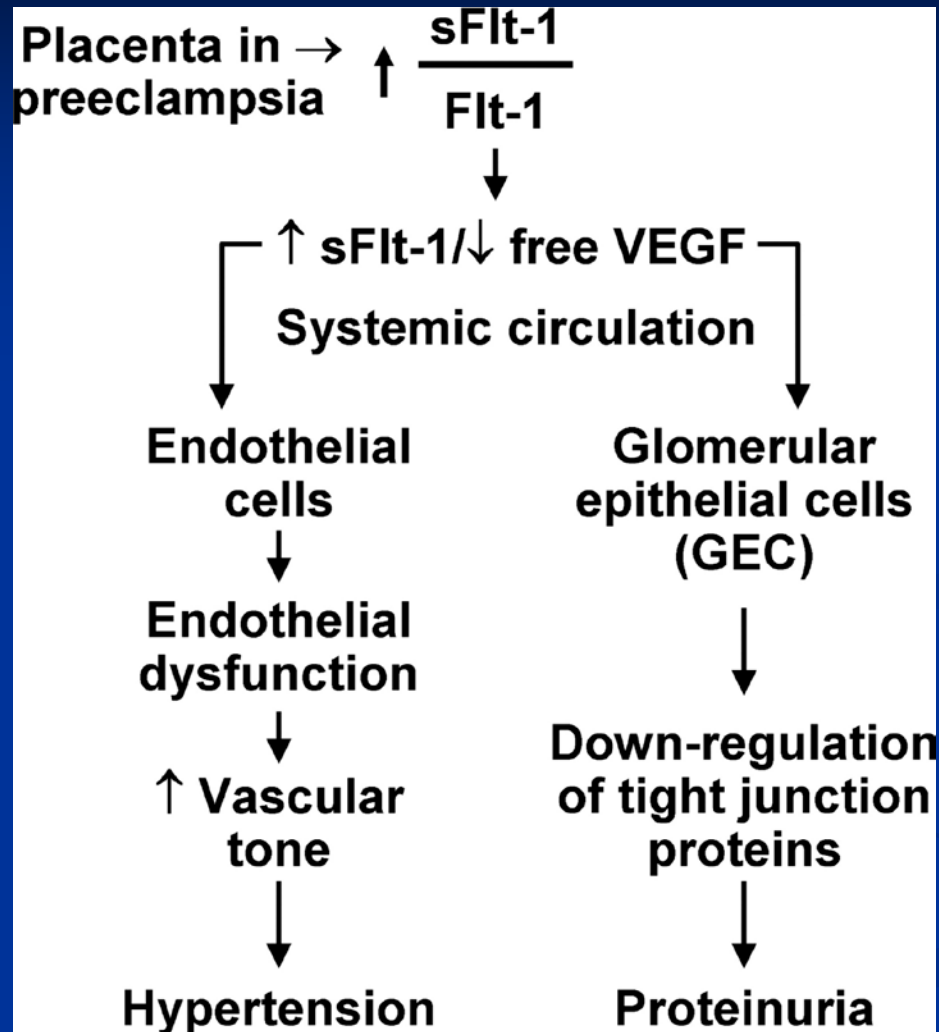 Placenta in → ↑ sFlt-1
preeclampsia Flt-1
↑ sFlt-1/↓ free VEGF
Systemic circulation
Endothelial
cells
Glomerular
epithelial cells
(GEC)
Endothelial
dysfunction
Down-regulation
of tight junction
proteins
↑ Vascular
tone
Hypertension
Proteinuria